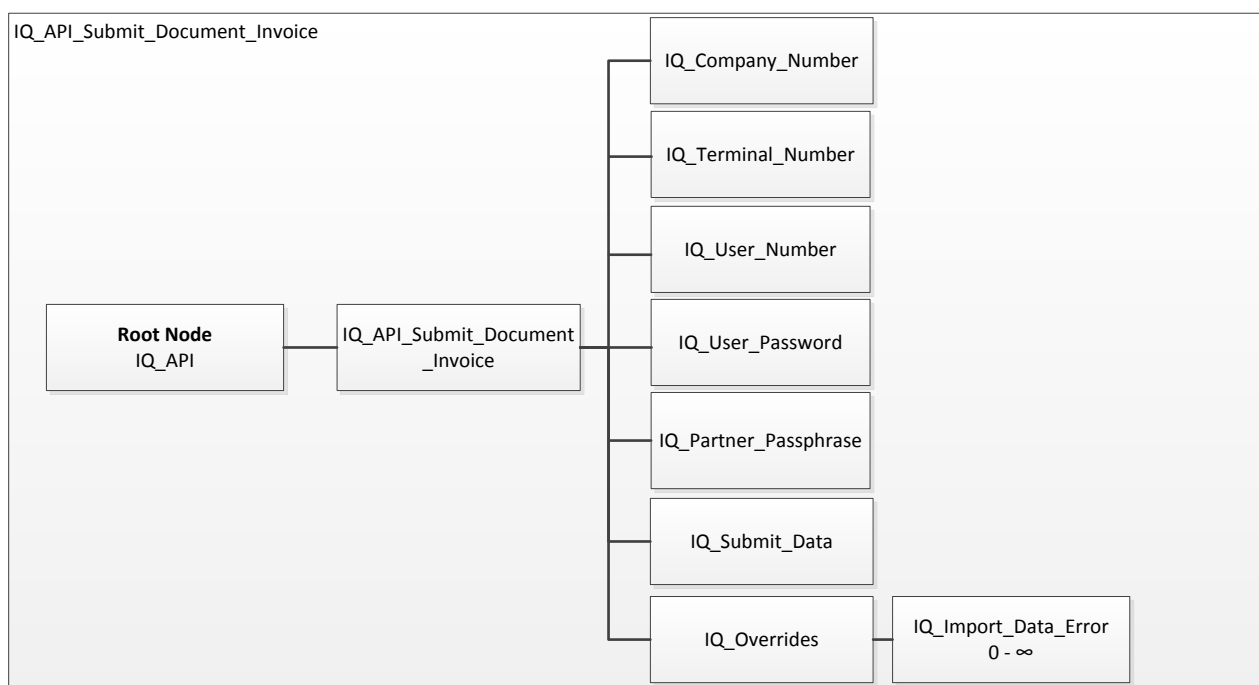 IQ_API_Submit_Document_Invoice
IQ_Company_Number
IQ_Terminal_Number
IQ_User_Number
Root Node
IQ_API
IQ_API_Submit_Document
_Invoice
IQ_User_Password
IQ_Partner_Passphrase
IQ_Submit_Data
IQ_Overrides
IQ_Import_Data_Error
0 - ∞